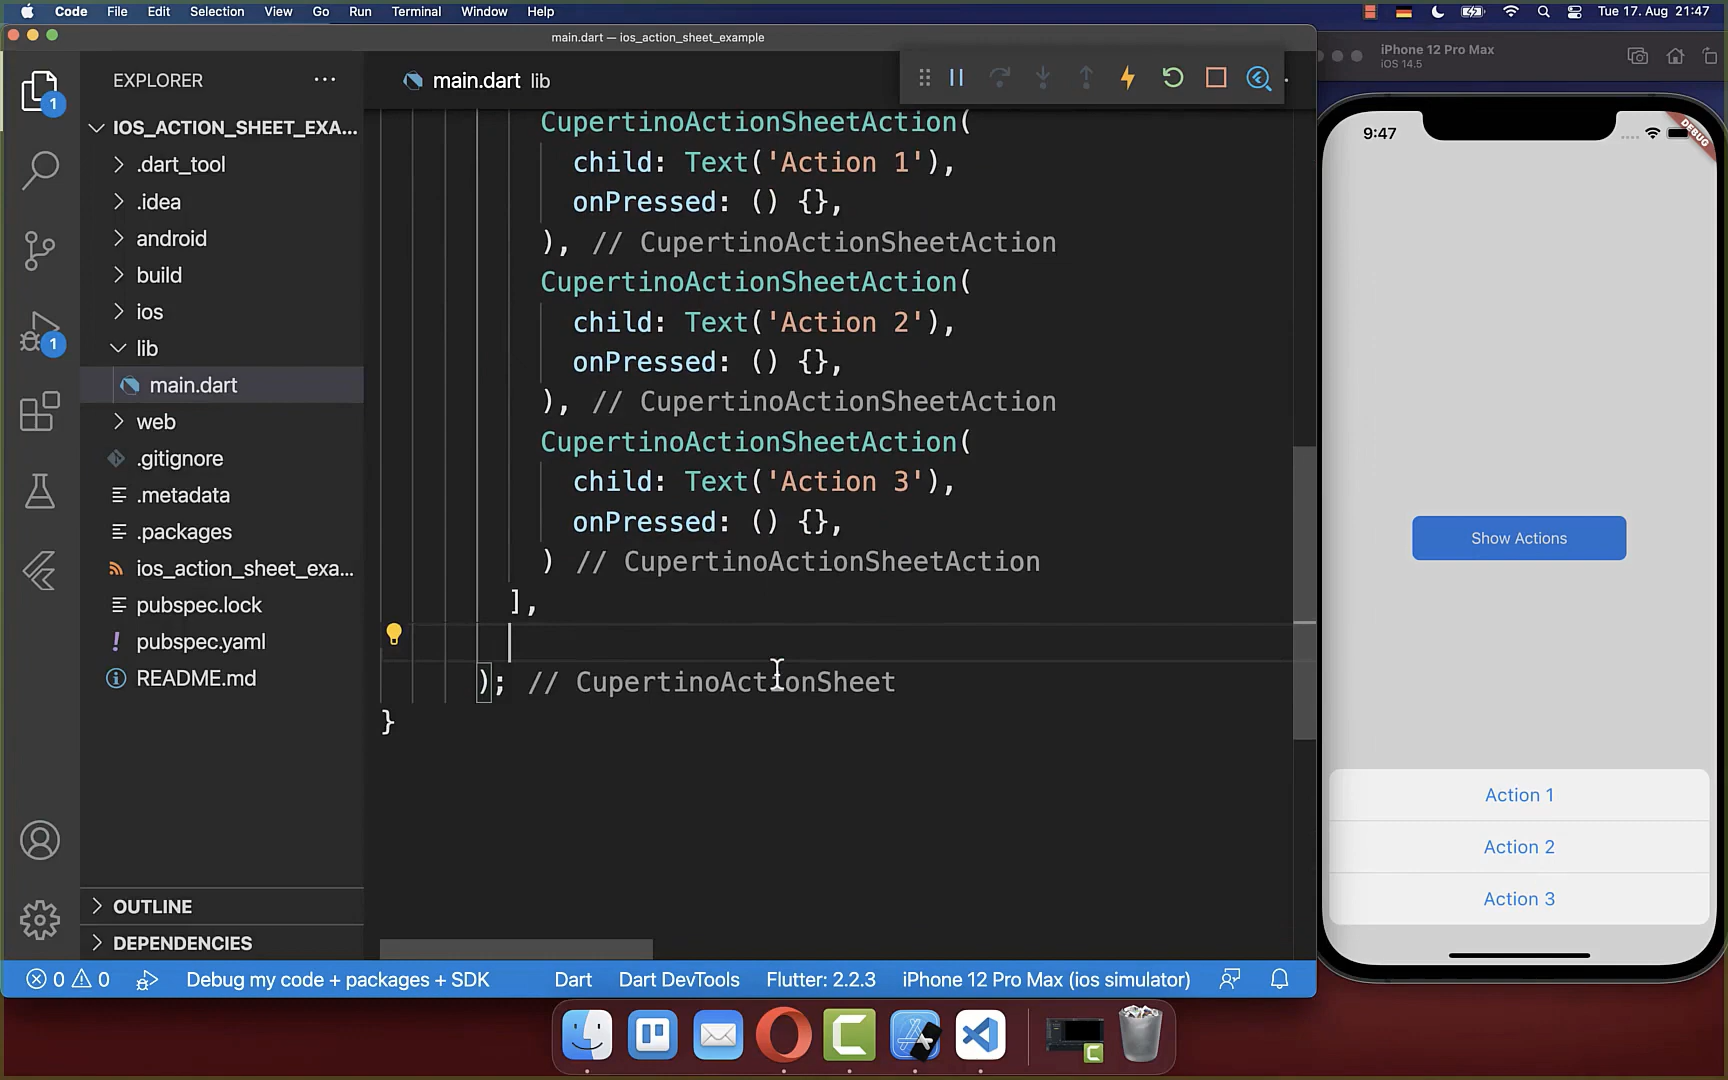 Code File Edit Selection View Go Run Terminal Window Help
Tue 17. Aug 21:47
main.dart — ios_action_sheet_example
EXPLORER
IOS_ACTION_SHEET_EXA...
.dart_tool
.idea
android
build
ios
lib
main.dart
web
.gitignore
.metadata
.packages
ios_action_sheet_exa...
pubspec.lock
pubspec.yaml
README.md
OUTLINE
DEPENDENCIES
1
1
main.dart lib
CupertinoActionSheetAction(
child: Text('Action 1'),
onPressed: () {},
), // CupertinoActionSheetAction
CupertinoActionSheetAction(
child: Text('Action 2'),
onPressed: () {},
), // CupertinoActionSheetAction
CupertinoActionSheetAction(
child: Text('Action 3'),
onPressed: () {},
) // CupertinoActionSheetAction
],
); // CupertinoActionSheet
}
0 0 Debug my code + packages + SDK Dart Dart DevTools Flutter: 2.2.3 iPhone 12 Pro Max (ios simulator)
iPhone 12 Pro Max
iOS 14.5
9:47
DEBUG
Show Actions
Action 1
Action 2
Action 3